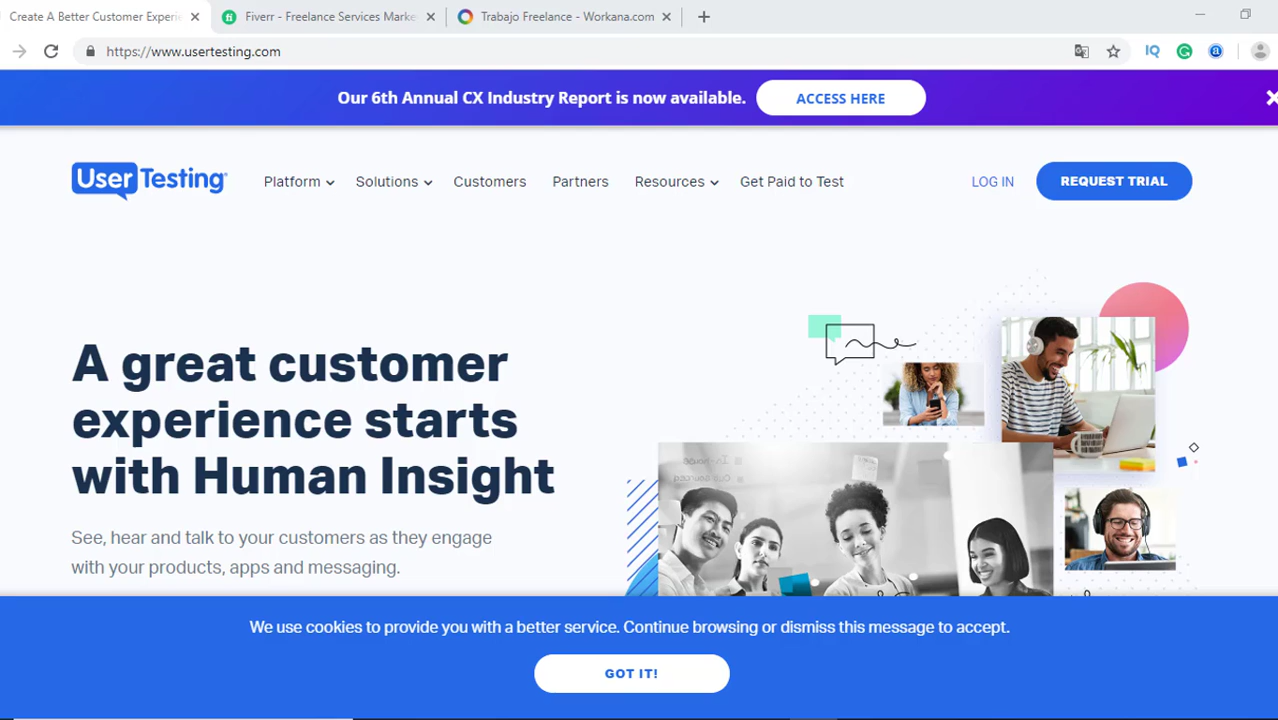 Create A Better Customer Experi
Fiverr - Freelance Services Marke
Trabajo Freelance - Workana.com
https://www.usertesting.com
IQ
Our 6th Annual CX Industry Report is now available.
ACCESS HERE
UserTesting
Platform
Solutions
Customers
Partners
Resources
Get Paid to Test
LOG IN
REQUEST TRIAL
A great customer
experience starts
with Human Insight
See, hear and talk to your customers as they engage
with your products, apps and messaging.
We use cookies to provide you with a better service. Continue browsing or dismiss this message to accept.
GOT IT!